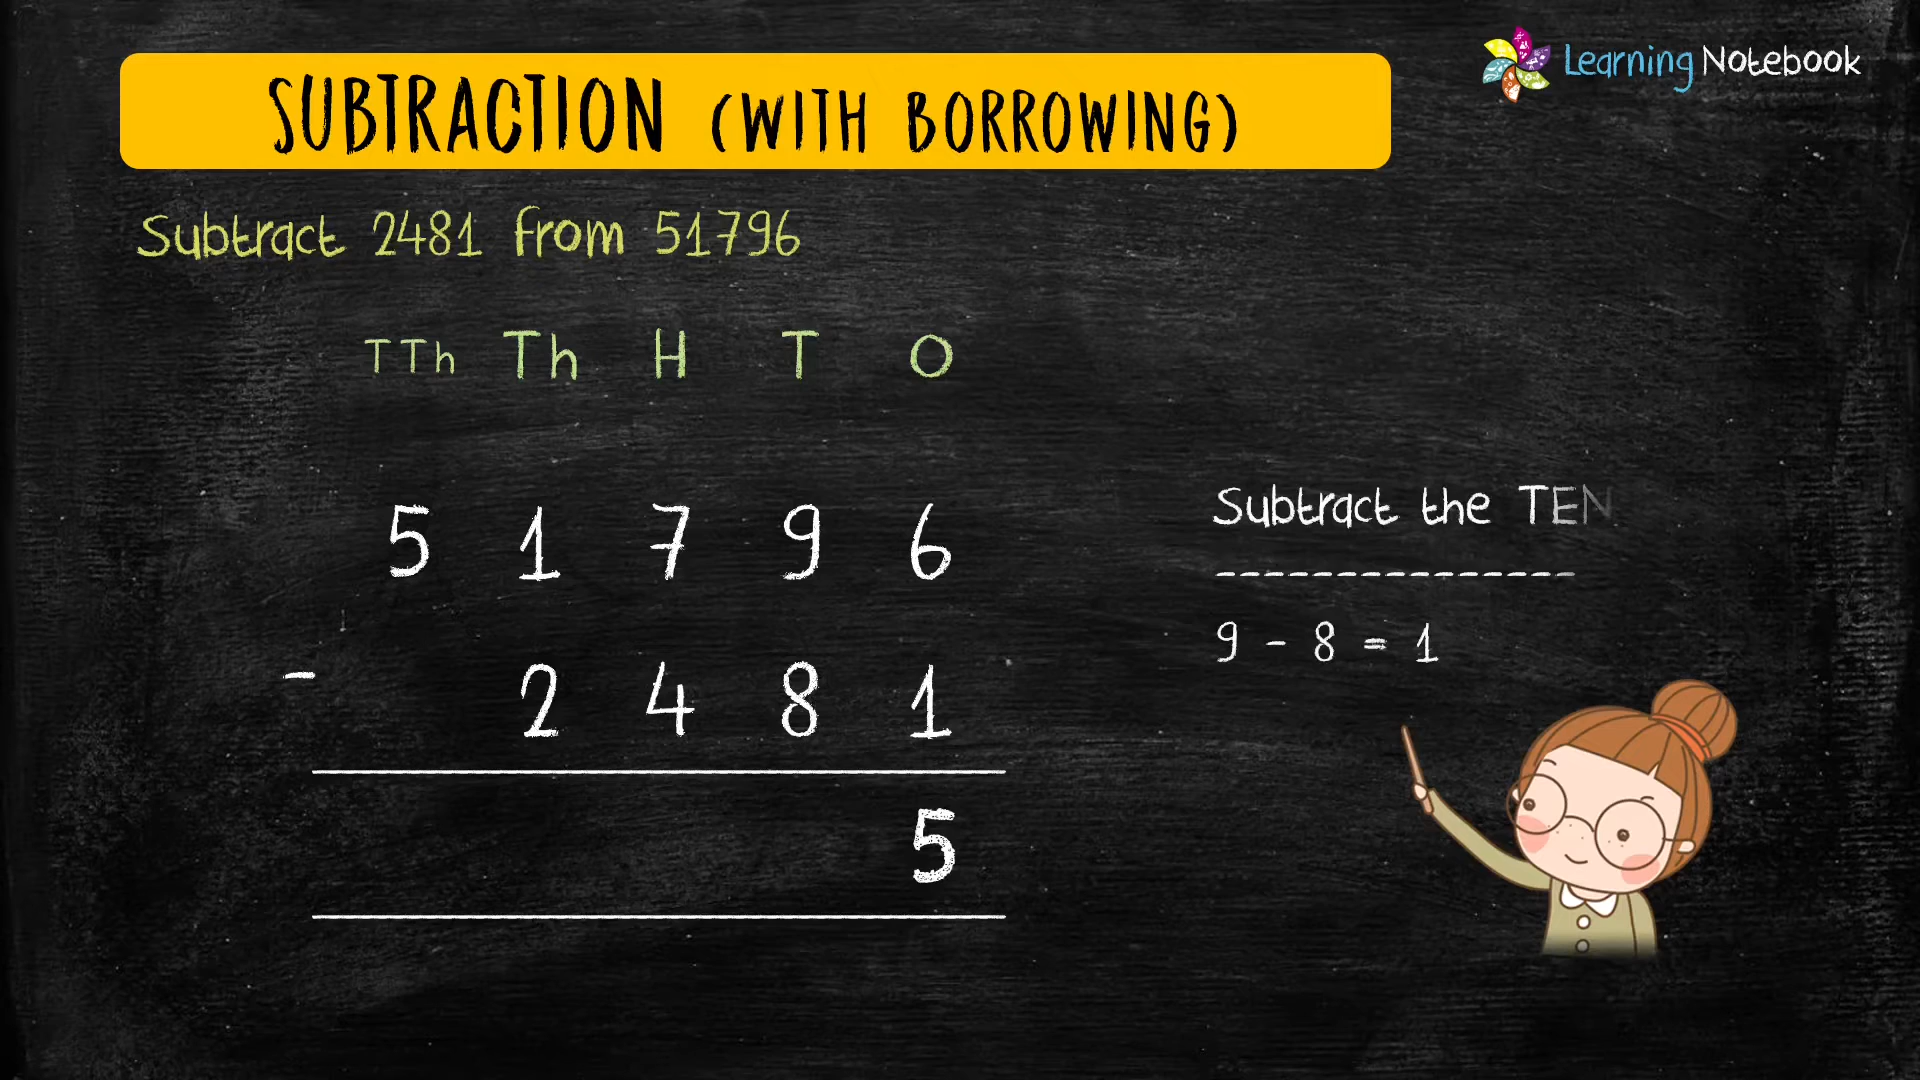 SUBTRACTION (WITH BORROWING)
Learning Notebook
Subtract 2481 from 51796
TTh Th H T O
5 1 7 9 6
- 2 4 8 1
5
Subtract the TEN
---------------
9 - 8 = 1